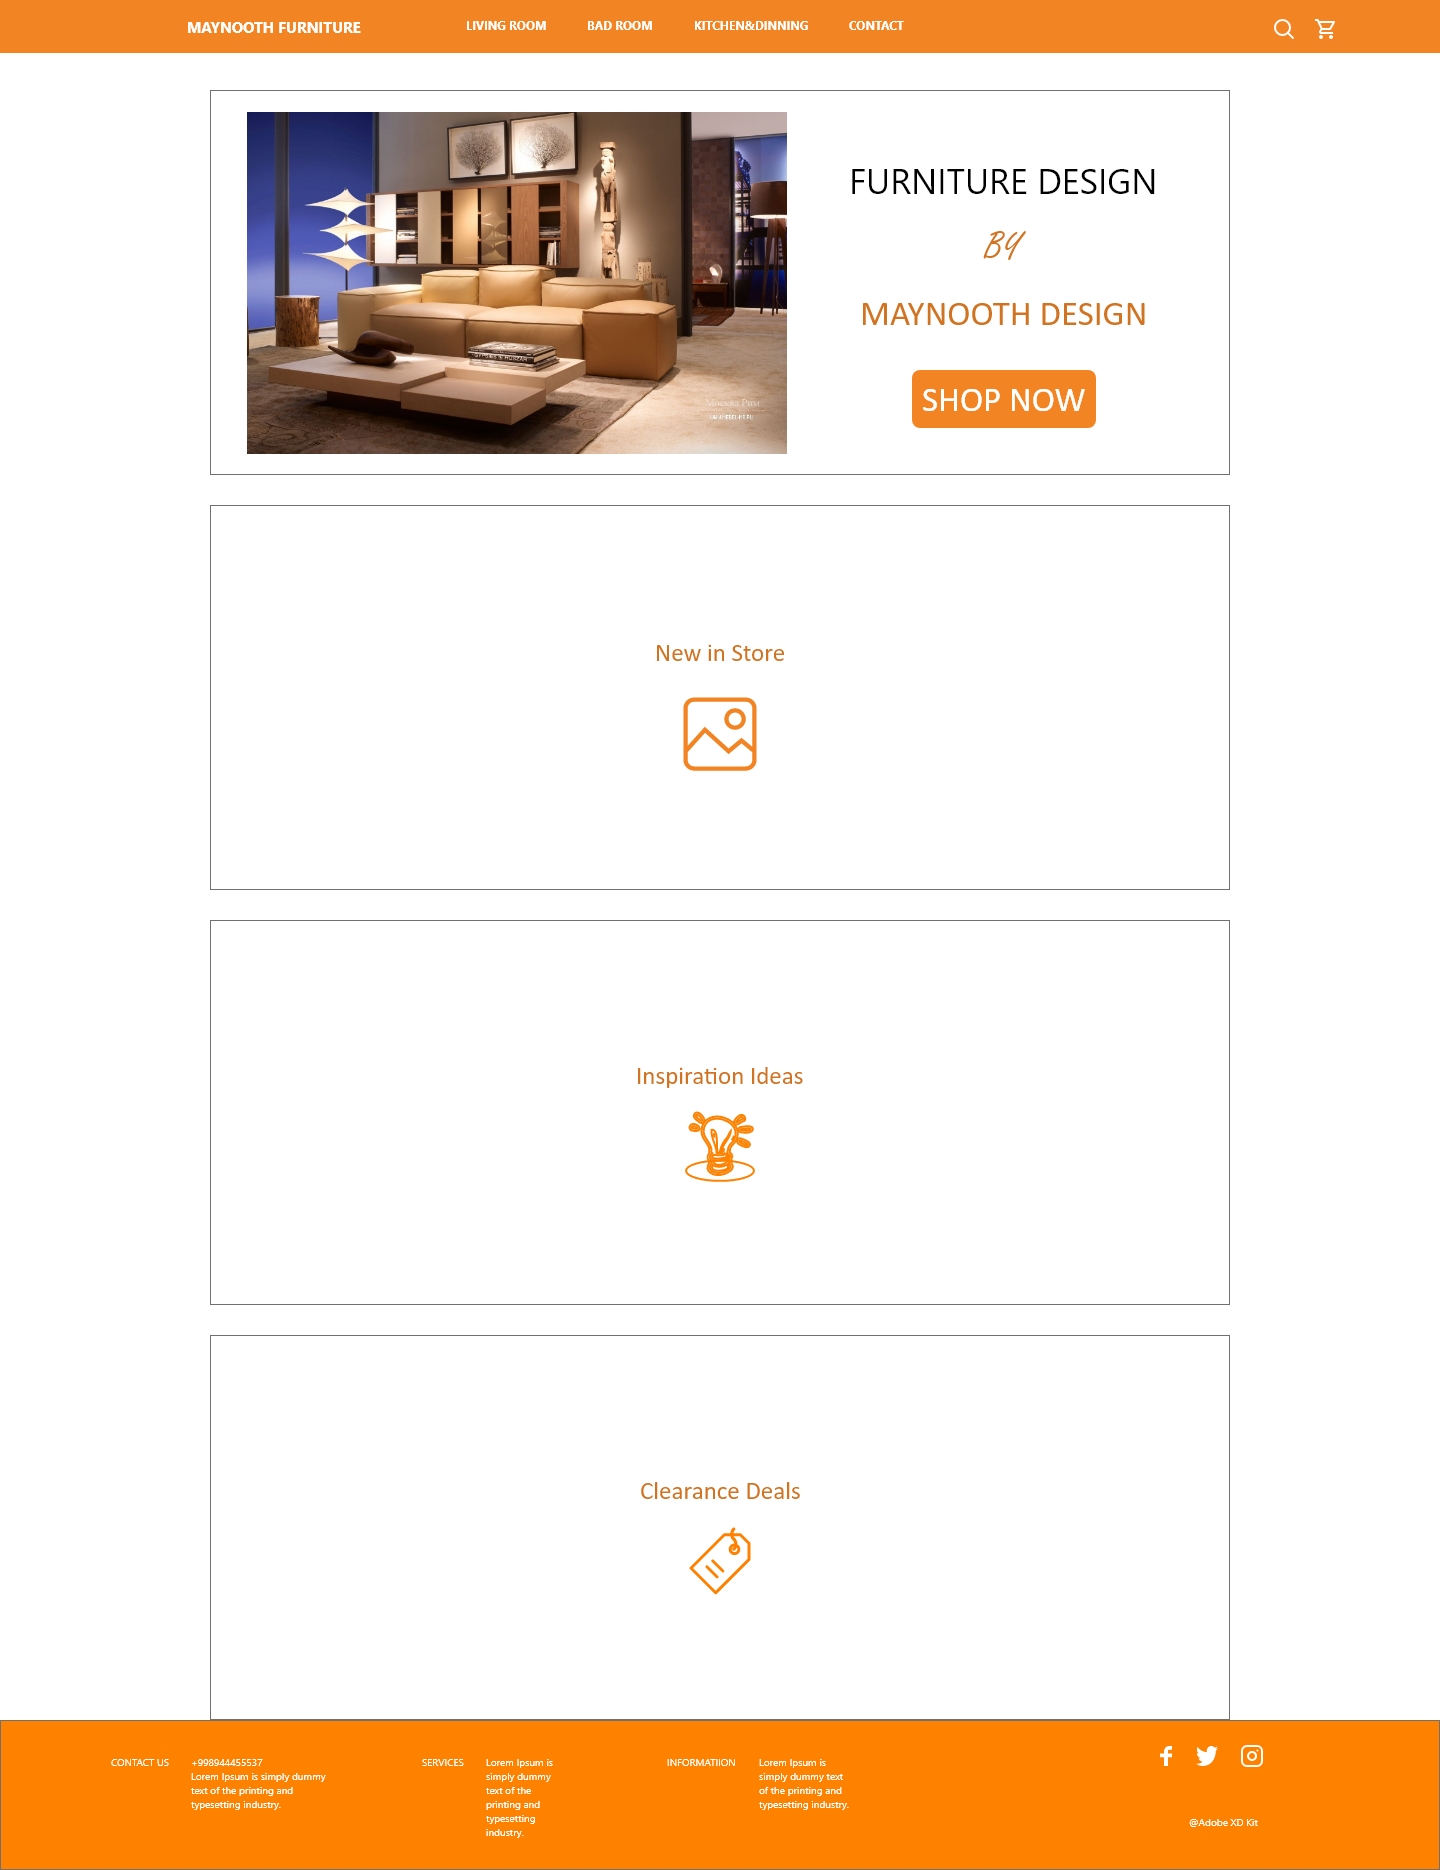 MAYNOOTH FURNITURE
LIVING ROOM
BAD ROOM
KITCHEN&DINNING
CONTACT
FURNITURE DESIGN
BY
MAYNOOTH DESIGN
SHOP NOW
New in Store
Inspiration Ideas
Clearance Deals
CONTACT US
+998944455537
Lorem Ipsum is simply dummy
text of the printing and
typesetting industry.
SERVICES
Lorem Ipsum is
simply dummy
text of the
printing and
typesetting
industry.
INFORMATIION
Lorem Ipsum is
simply dummy text
of the printing and
typesetting industry.
@Adobe XD Kit